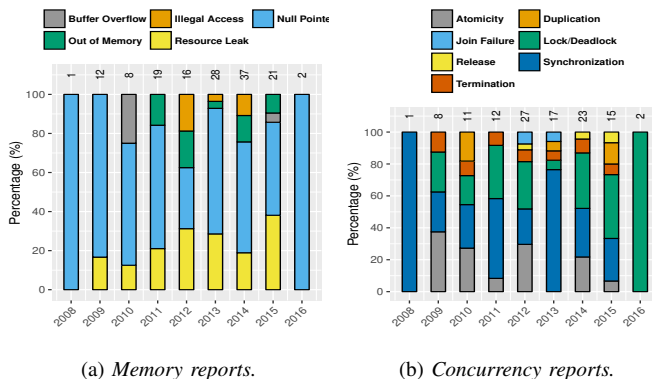 Buffer Overflow Illegal Access Null Pointe
Out of Memory Resource Leak
1 12 8 19 16 28 37 21 2
100
80
60
40
20
0
Percentage (%)
2008 2009 2010 2011 2012 2013 2014 2015 2016
(a) Memory reports.
Atomicity Duplication
Join Failure Lock/Deadlock
Release Synchronization
Termination
1 8 11 12 27 17 23 15 2
100
80
60
40
20
0
Percentage (%)
2008 2009 2010 2011 2012 2013 2014 2015 2016
(b) Concurrency reports.